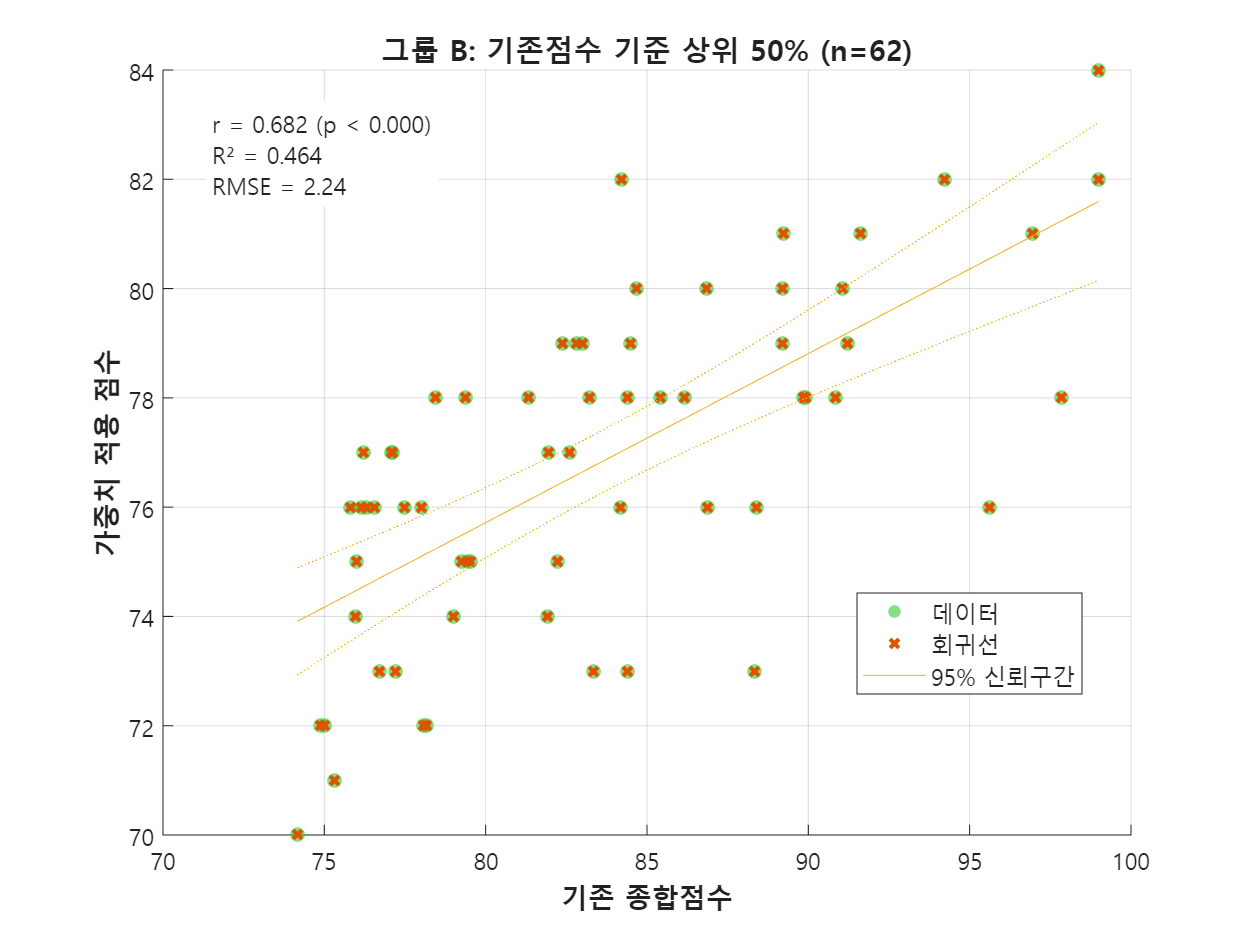 그룹 B: 기존점수 기준 상위 50% (n=62)
r = 0.682 (p < 0.000)
R² = 0.464
RMSE = 2.24
84
82
80
78
76
74
72
70
가중치 적용 점수
데이터
회귀선
95% 신뢰구간
70 75 80 85 90 95 100
기존 종합점수